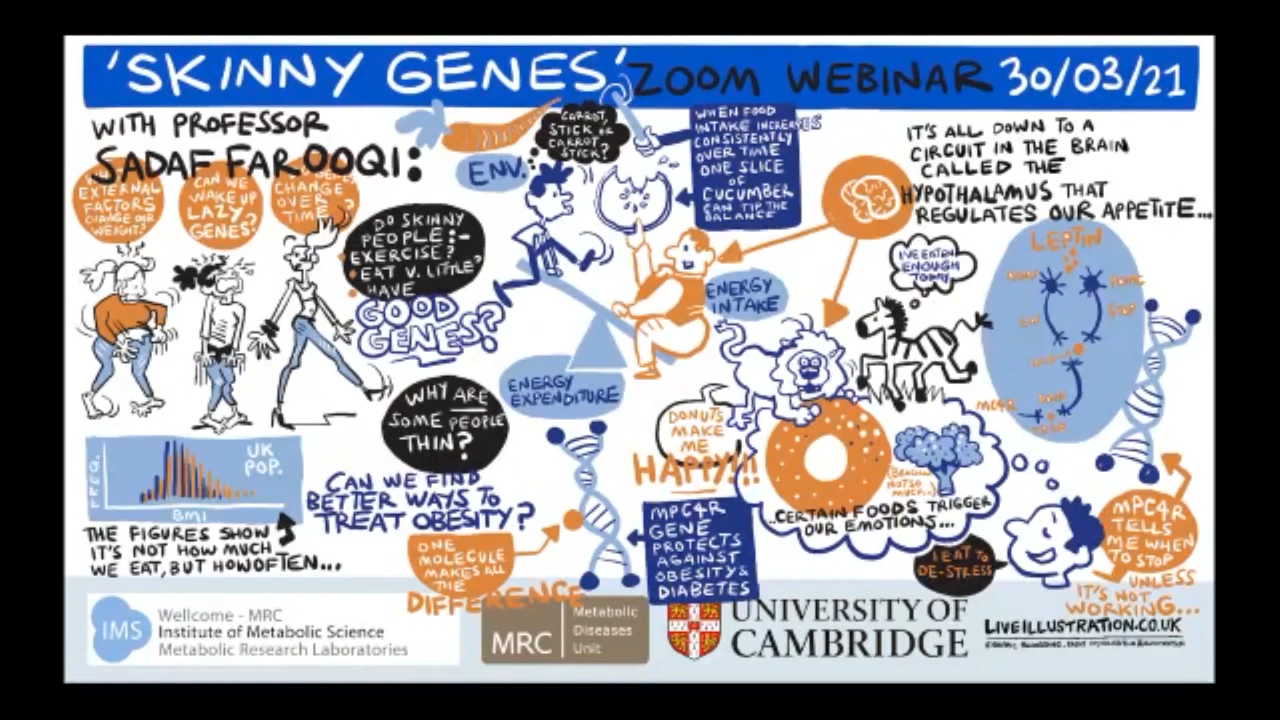 'SKINNY GENES' ZOOM WEBINAR 30/03/21
WITH PROFESSOR
SADAF FAROOQI:
EXTERNAL
FACTORS
CHANGE OUR
WEIGHT?
CAN WE
WAKE UP
LAZY
GENES?
CHANGE
OVER
TIME
?
DO SKINNY
PEOPLE:-
EXERCISE?
EAT V. LITTLE?
HAVE
GOOD
GENES?
ENV.
CARROT,
STICK OR
CARROT
STICK?
WHEN FOOD
INTAKE INCREASES
CONSISTENTLY
OVER TIME
ONE SLICE
OF
CUCUMBER
CAN TIP THE
BALANCE
IT'S ALL DOWN TO A
CIRCUIT IN THE BRAIN
CALLED THE
HYPOTHALAMUS THAT
REGULATES OUR APPETITE...
ENERGY
INTAKE
ENERGY
EXPENDITURE
I'VE EATEN
ENOUGH
TODAY
LEPTIN
STOP
MC4R
WHY ARE
SOME PEOPLE
THIN?
DONUTS
MAKE
ME
HAPPY!!!
(BROCCOLI
NOT SO
MUCH..)
..CERTAIN FOODS TRIGGER
OUR EMOTIONS...
FREQ.
UK
POP.
BMI
THE FIGURES SHOW
IT'S NOT HOW MUCH
WE EAT, BUT HOW OFTEN...
CAN WE FIND
BETTER WAYS TO
TREAT OBESITY?
ONE
MOLECULE
MAKES ALL
THE
DIFFERENCE
MPC4R
GENE
PROTECTS
AGAINST
OBESITY &
DIABETES
I EAT TO
DE-STRESS
MPC4R
TELLS
ME WHEN
TO STOP
UNLESS
IT'S NOT
WORKING...
IMS
Wellcome - MRC
Institute of Metabolic Science
Metabolic Research Laboratories
MRC
Metabolic
Diseases
Unit
UNIVERSITY OF
CAMBRIDGE
LIVEILLUSTRATION.CO.UK